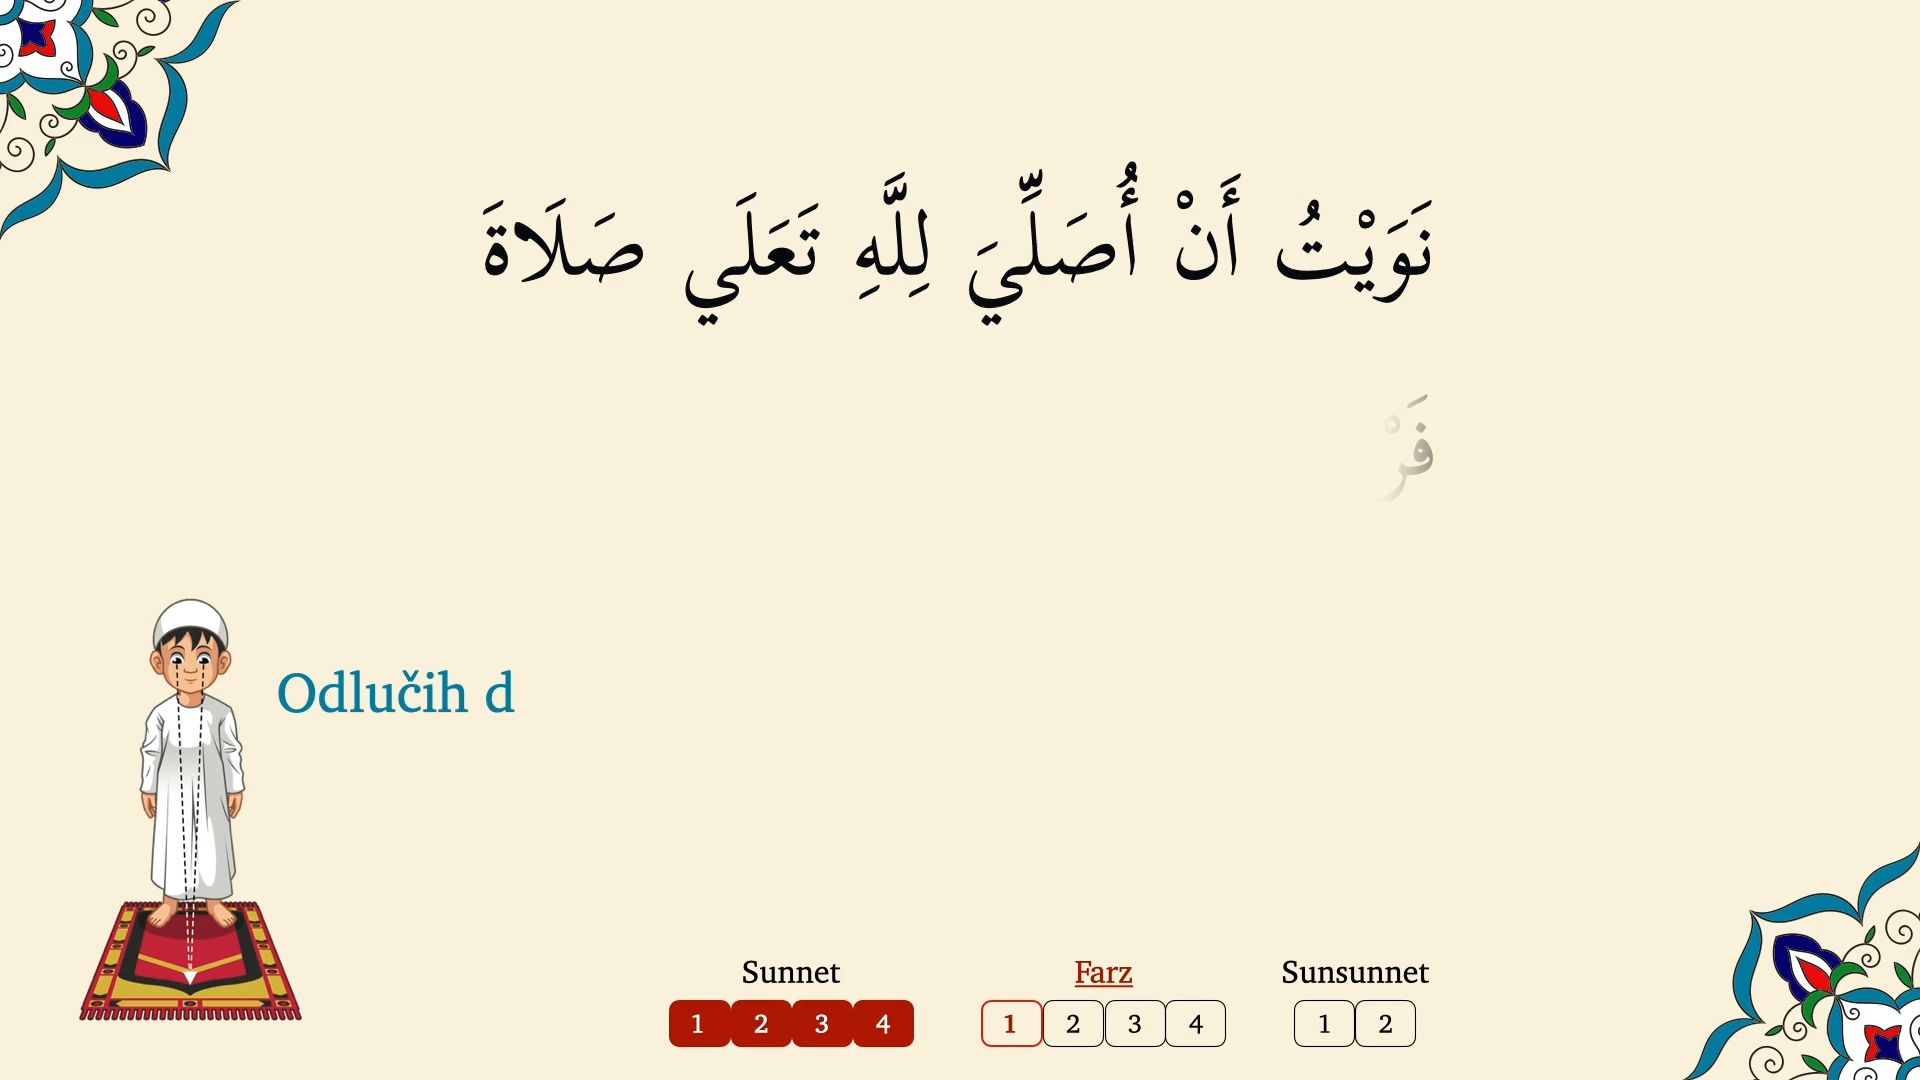 نَوَيْتُ أَنْ أُصَلِّيَ لِلَّهِ تَعَلَي صَلَاةَ
فَرْ
Odlučih d
Sunnet Farz Sunsunnet
1 2 3 4 1 2 3 4 1 2